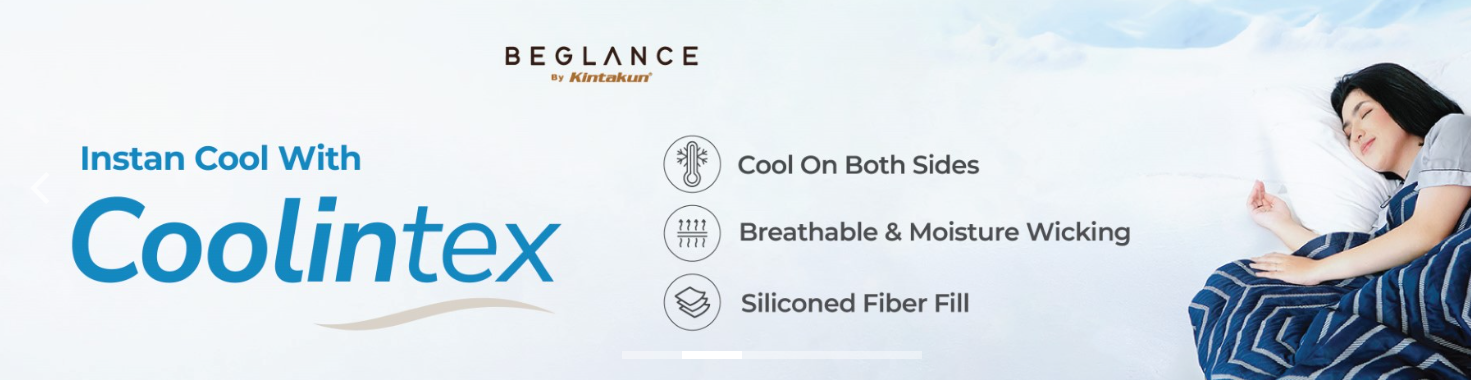 BEGLANCE
By Kintakun®
Instan Cool With
Coolintex
Cool On Both Sides
Breathable & Moisture Wicking
Siliconed Fiber Fill